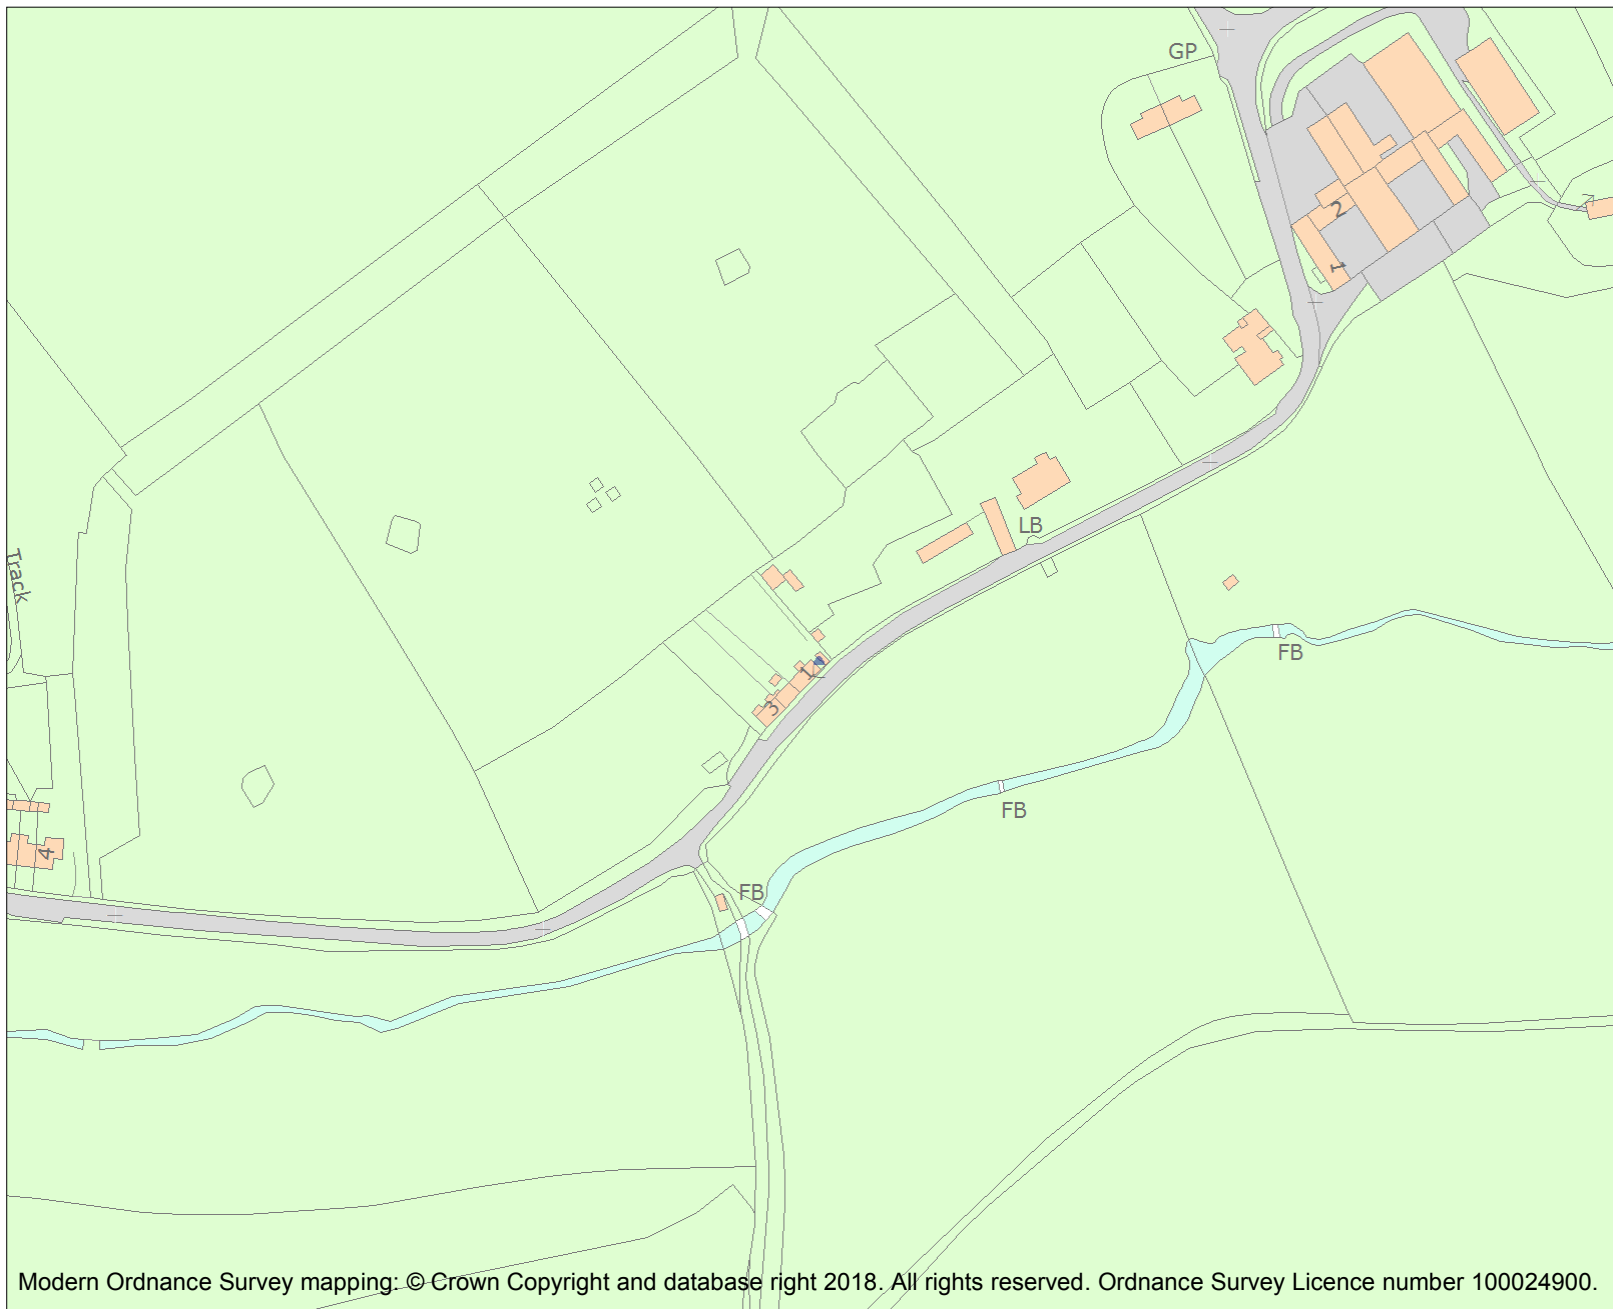 GP
2
1
LB
Track
FB
1
3
FB
4
FB
Modern Ordnance Survey mapping: © Crown Copyright and database right 2018. All rights reserved. Ordnance Survey Licence number 100024900.